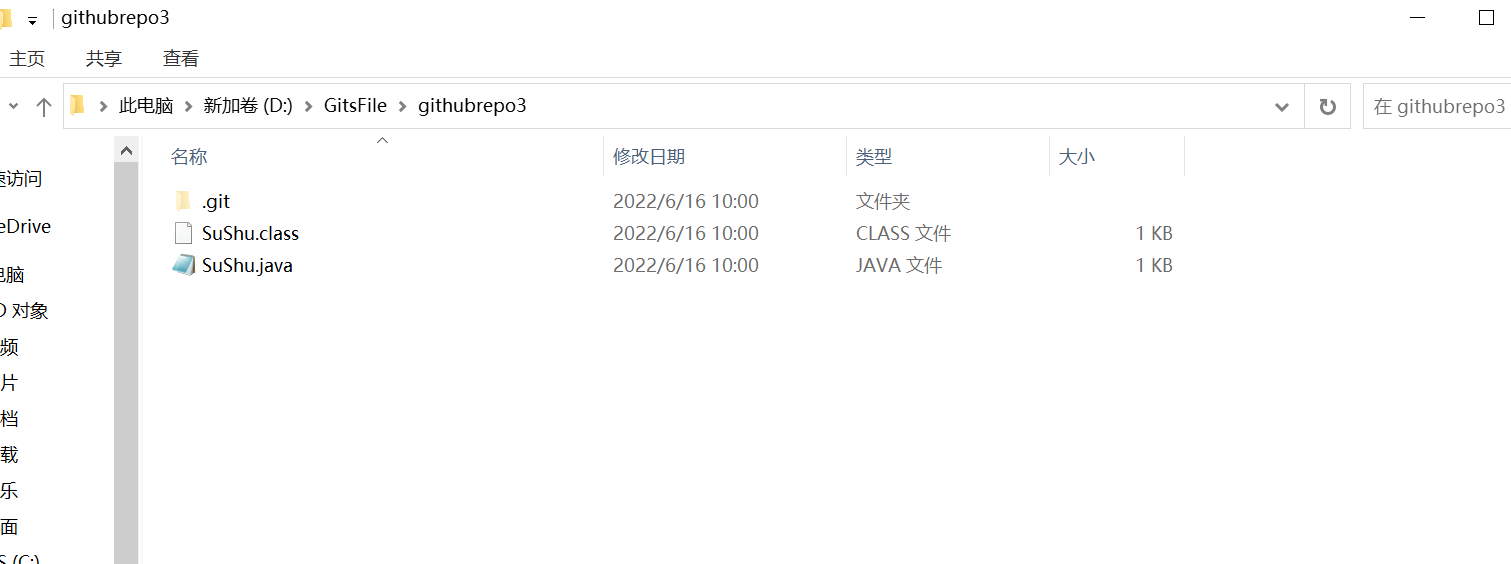 githubrepo3
主页 共享 查看
此电脑 新加卷 (D:) GitsFile githubrepo3 在 githubrepo3
名称 修改日期 类型 大小
速访问
.git 2022/6/16 10:00 文件夹
eDrive
SuShu.class 2022/6/16 10:00 CLASS 文件 1 KB
SuShu.java 2022/6/16 10:00 JAVA 文件 1 KB
电脑
D 对象
频
片
档
载
乐
面
S (C:)